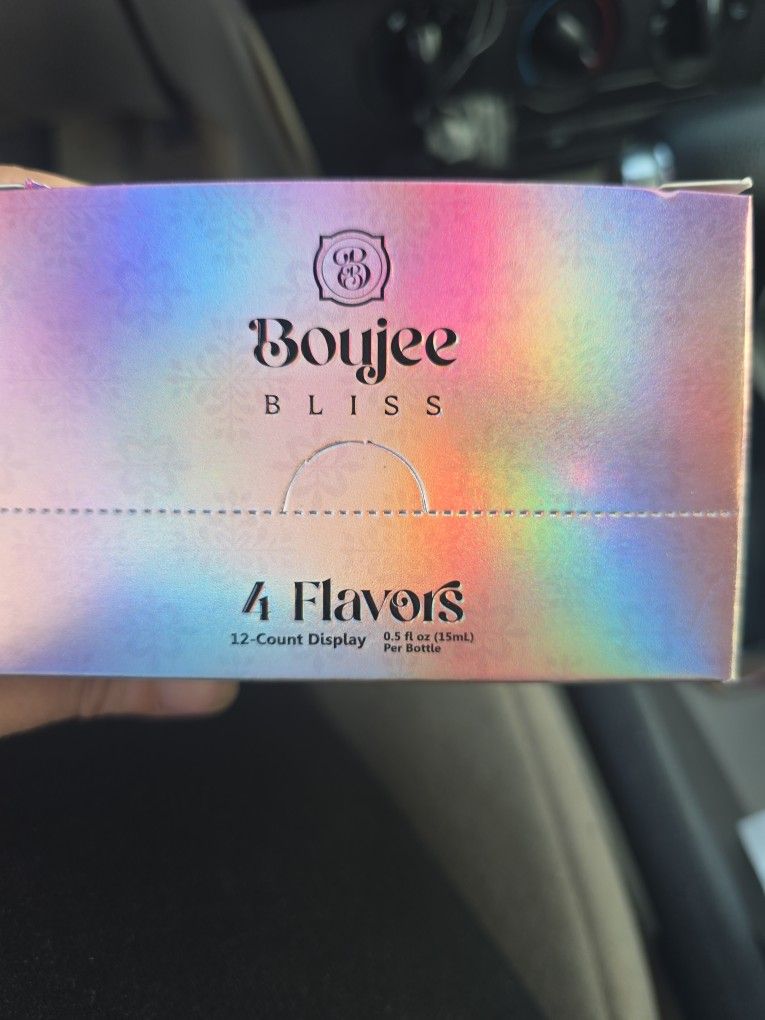 B
B
Boujee
BLISS
4 Flavors
12-Count Display
0.5 fl oz (15mL)
Per Bottle